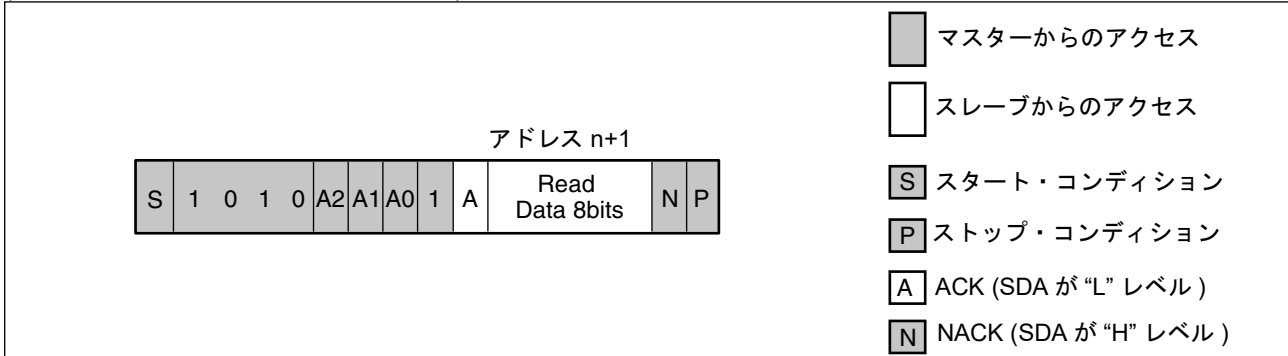 アドレス n+1
S 1 0 1 0 A2 A1 A0 1 A Read Data 8bits N P
マスターからのアクセス
スレーブからのアクセス
S スタート・コンディション
P ストップ・コンディション
A ACK (SDA が “L” レベル )
N NACK (SDA が “H” レベル )